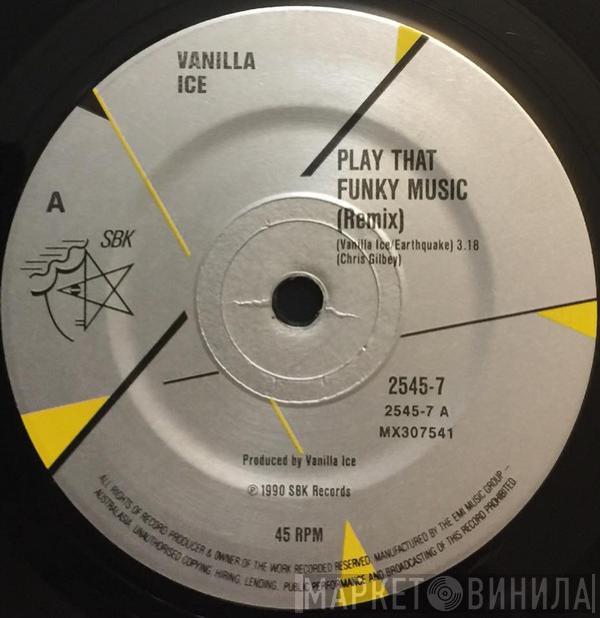 VANILLA
ICE
PLAY THAT
FUNKY MUSIC
(Remix)
(Vanilla Ice/Earthquake) 3.18
(Chris Gilbey)
A
SBK
2545-7
2545-7 A
MX307541
Produced by Vanilla Ice
℗ 1990 SBK Records
45 RPM
ALL RIGHTS OF RECORD PRODUCER & OWNER OF THE WORK RECORDED RESERVED. MANUFACTURED BY THE EMI MUSIC GROUP –
AUSTRALASIA. UNAUTHORISED COPYING, HIRING, LENDING, PUBLIC PERFORMANCE AND BROADCASTING OF THIS RECORD PROHIBITED.
МАРКЕТ ВИНИЛА